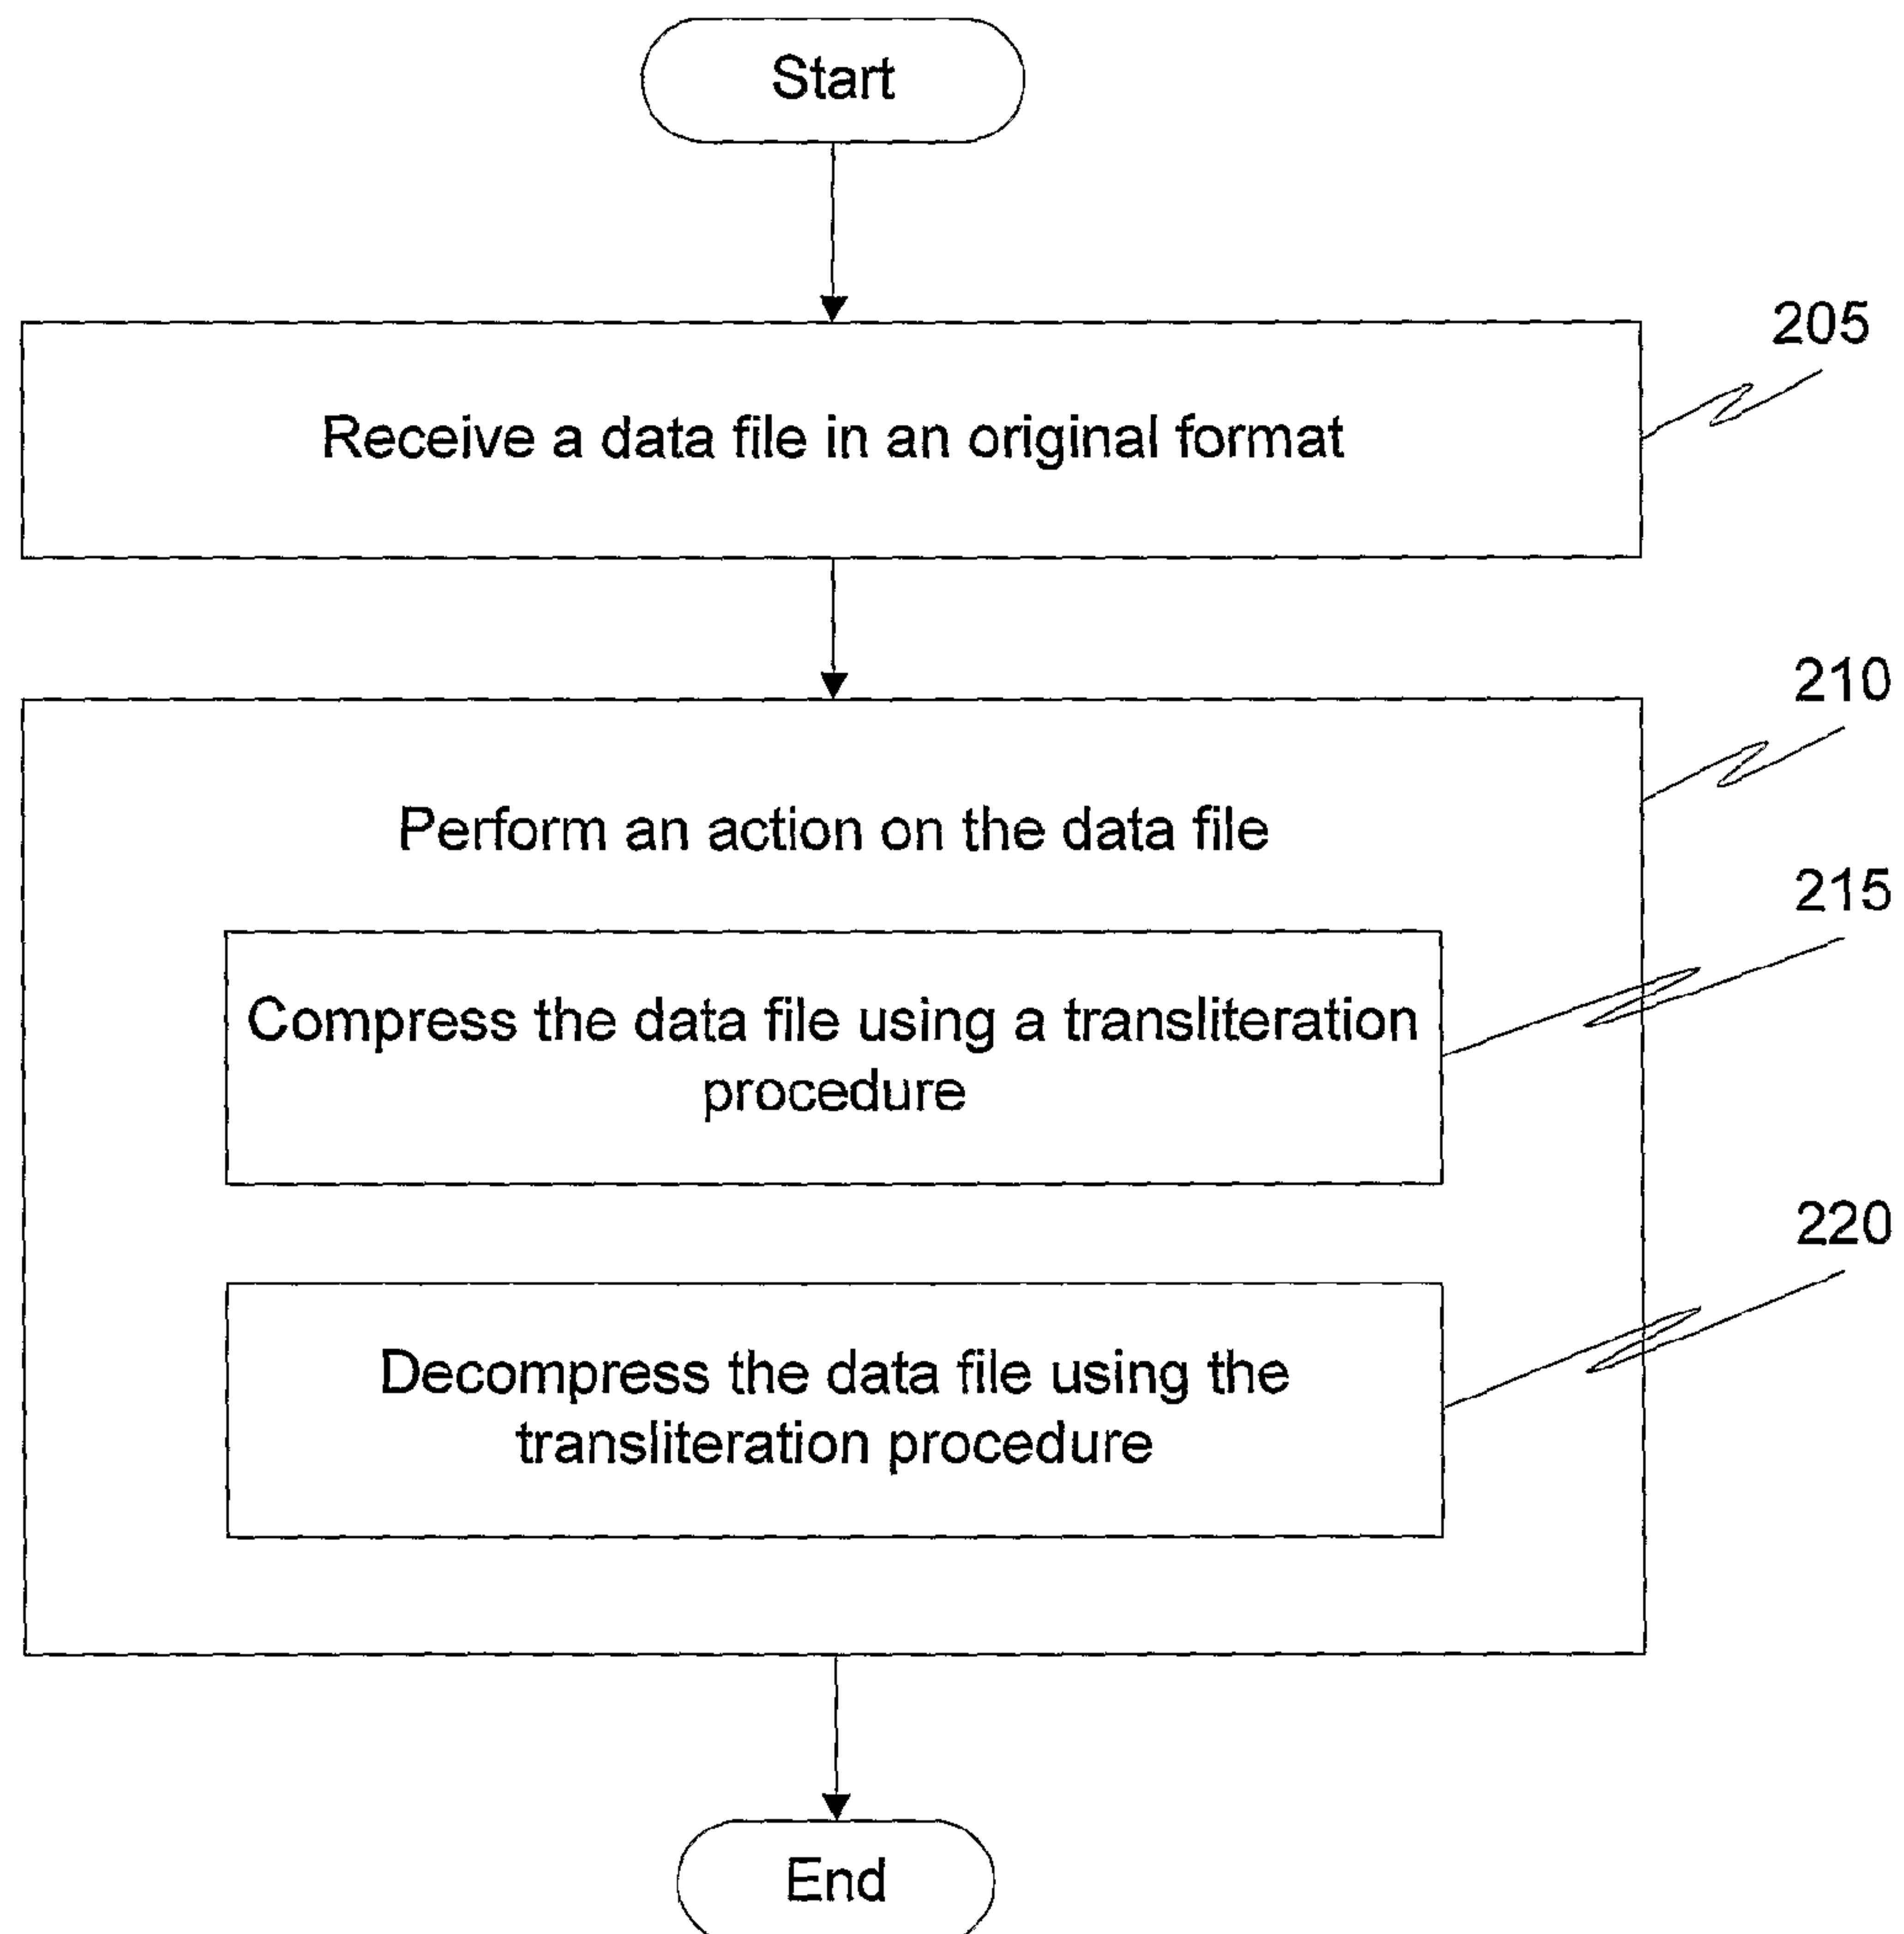 Start
205
Receive a data file in an original format
210
Perform an action on the data file
215
Compress the data file using a transliteration
procedure
220
Decompress the data file using the
transliteration procedure
End